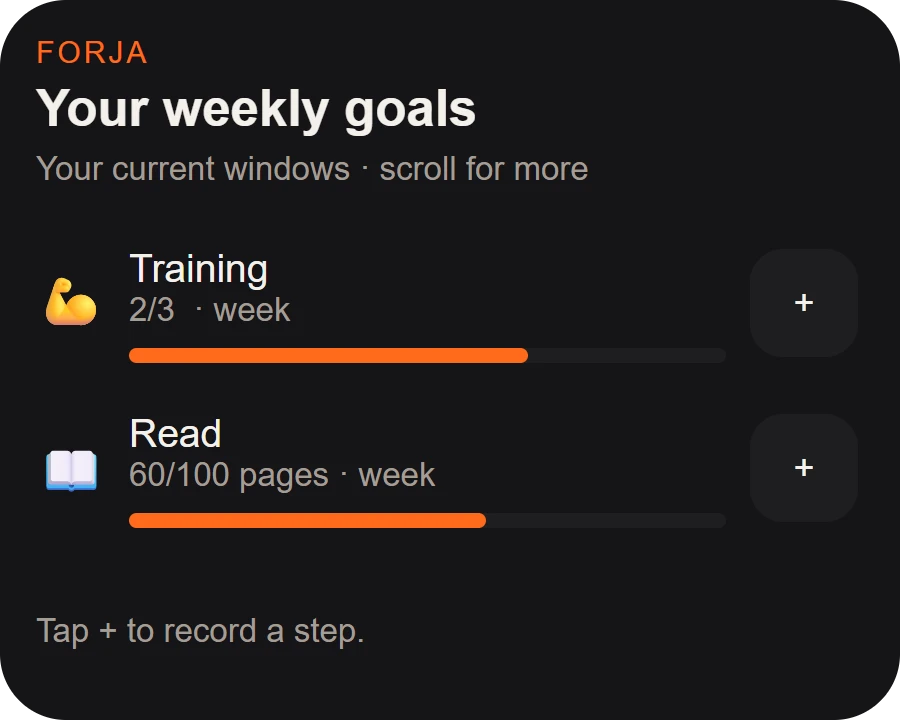 FORJA
Your weekly goals
Your current windows · scroll for more
Training
2/3 · week
+
Read
60/100 pages · week
+
Tap + to record a step.